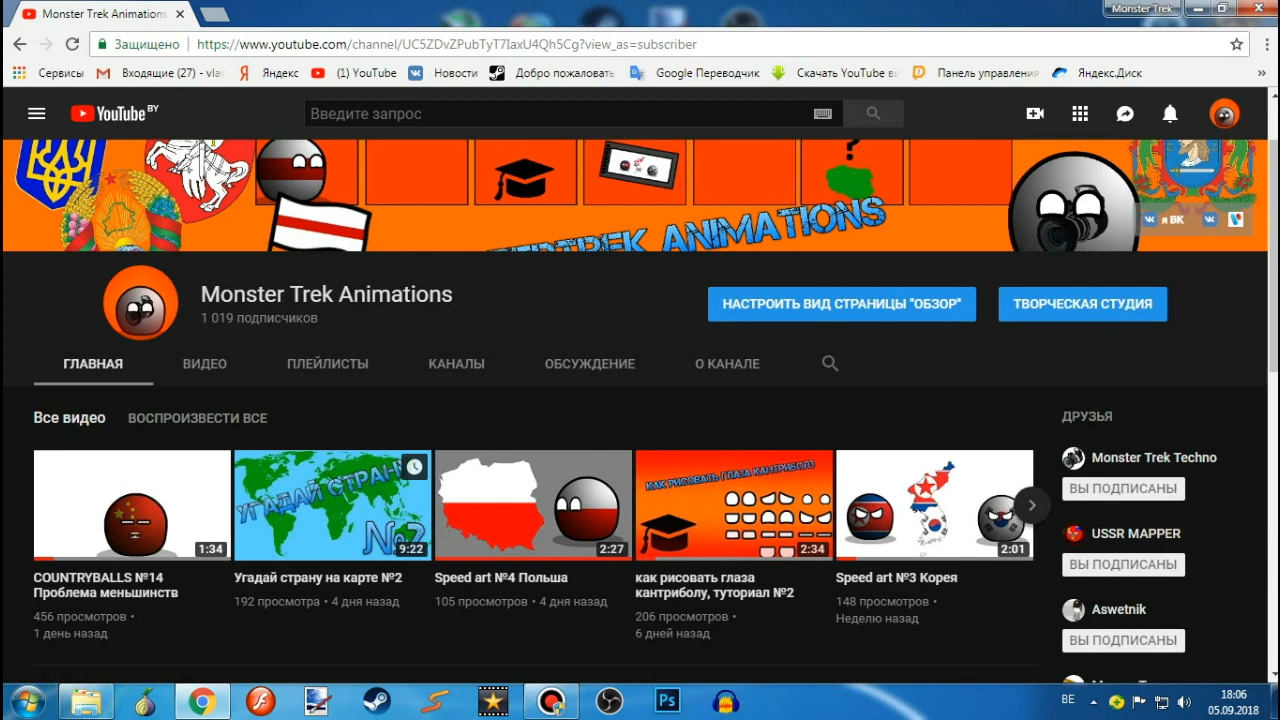 Monster Trek Animations
Monster Trek
Защищено
https://www.youtube.com/channel/UC5ZDvZPubTyT7IaxU4Qh5Cg?view_as=subscriber
Сервисы
Входящие (27) - vla
Яндекс
(1) YouTube
Новости
Добро пожаловать
Google Переводчик
Скачать YouTube ви
Панель управления
Яндекс.Диск
»
YouTube BY
Введите запрос
?
ANIMATIONS
я ВК
Monster Trek Animations
1 019 подписчиков
НАСТРОИТЬ ВИД СТРАНИЦЫ "ОБЗОР"
ТВОРЧЕСКАЯ СТУДИЯ
ГЛАВНАЯ
ВИДЕО
ПЛЕЙЛИСТЫ
КАНАЛЫ
ОБСУЖДЕНИЕ
О КАНАЛЕ
Все видео
ВОСПРОИЗВЕСТИ ВСЕ
1:34
УГАДАЙ СТРАН
№2
9:22
2:27
КАК РИСОВАТЬ ГЛАЗА КАНТРИБОЛЗ
2:34
2:01
COUNTRYBALLS №14
Проблема меньшинств
456 просмотров •
1 день назад
Угадай страну на карте №2
192 просмотра • 4 дня назад
Speed art №4 Польша
105 просмотров • 4 дня назад
как рисовать глаза
кантриболу, туториал №2
206 просмотров •
6 дней назад
Speed art №3 Корея
148 просмотров •
Неделю назад
ДРУЗЬЯ
Monster Trek Techno
ВЫ ПОДПИСАНЫ
USSR MAPPER
ВЫ ПОДПИСАНЫ
Aswetnik
ВЫ ПОДПИСАНЫ
Ps
BE
18:06
05.09.2018